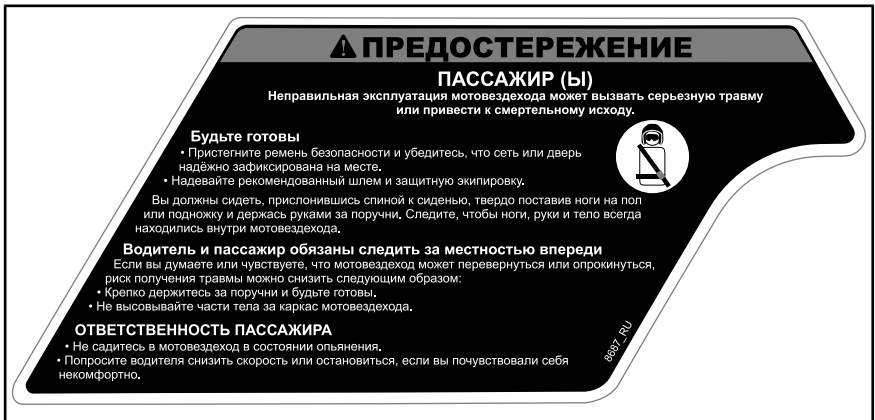 ПРЕДОСТЕРЕЖЕНИЕ
ПАССАЖИР (Ы)
Неправильная эксплуатация мотовездехода может вызвать серьезную травму
или привести к смертельному исходу.
Будьте готовы
• Пристегните ремень безопасности и убедитесь, что сеть или дверь
надёжно зафиксирована на месте.
• Надевайте рекомендованный шлем и защитную экипировку.
Вы должны сидеть, прислонившись спиной к сиденью, твердо поставив ноги на пол
или подножку и держась руками за поручни. Следите, чтобы ноги, руки и тело всегда
находились внутри мотовездехода.
Водитель и пассажир обязаны следить за местностью впереди
Если вы думаете или чувствуете, что мотовездеход может перевернуться или опрокинуться,
риск получения травмы можно снизить следующим образом:
• Крепко держитесь за поручни и будьте готовы.
• Не высовывайте части тела за каркас мотовездехода.
ОТВЕТСТВЕННОСТЬ ПАССАЖИРА
• Не садитесь в мотовездеход в состоянии опьянения.
• Попросите водителя снизить скорость или остановиться, если вы почувствовали себя
некомфортно.
8687_RU